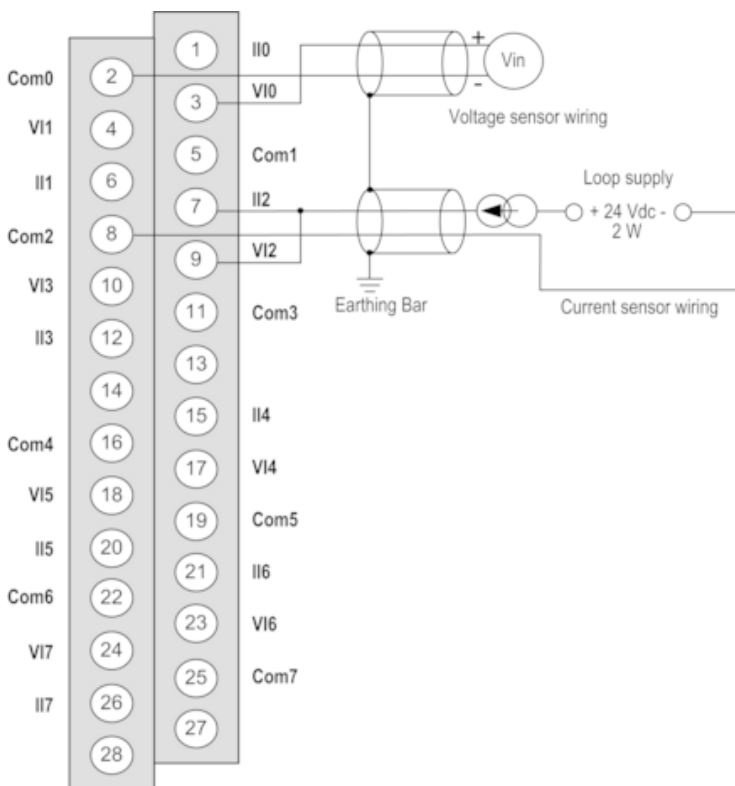 1 II0
Com0 2 + Vin
3 VI0 -
VI1 4 Voltage sensor wiring
5 Com1
II1 6 Loop supply
7 II2 + 24 Vdc -
Com2 8 2 W
9 VI2
VI3 10 Earthing Bar Current sensor wiring
11 Com3
II3 12
13
14
15 II4
Com4 16
17 VI4
VI5 18
19 Com5
II5 20
21 II6
Com6 22
23 VI6
VI7 24
25 Com7
II7 26
27
28